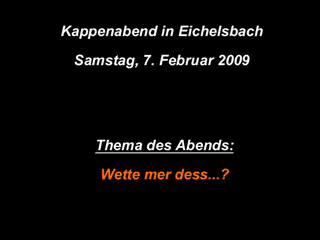 Kappenabend in Eichelsbach
Samstag, 7. Februar 2009
Thema des Abends:
Wette mer dess...?